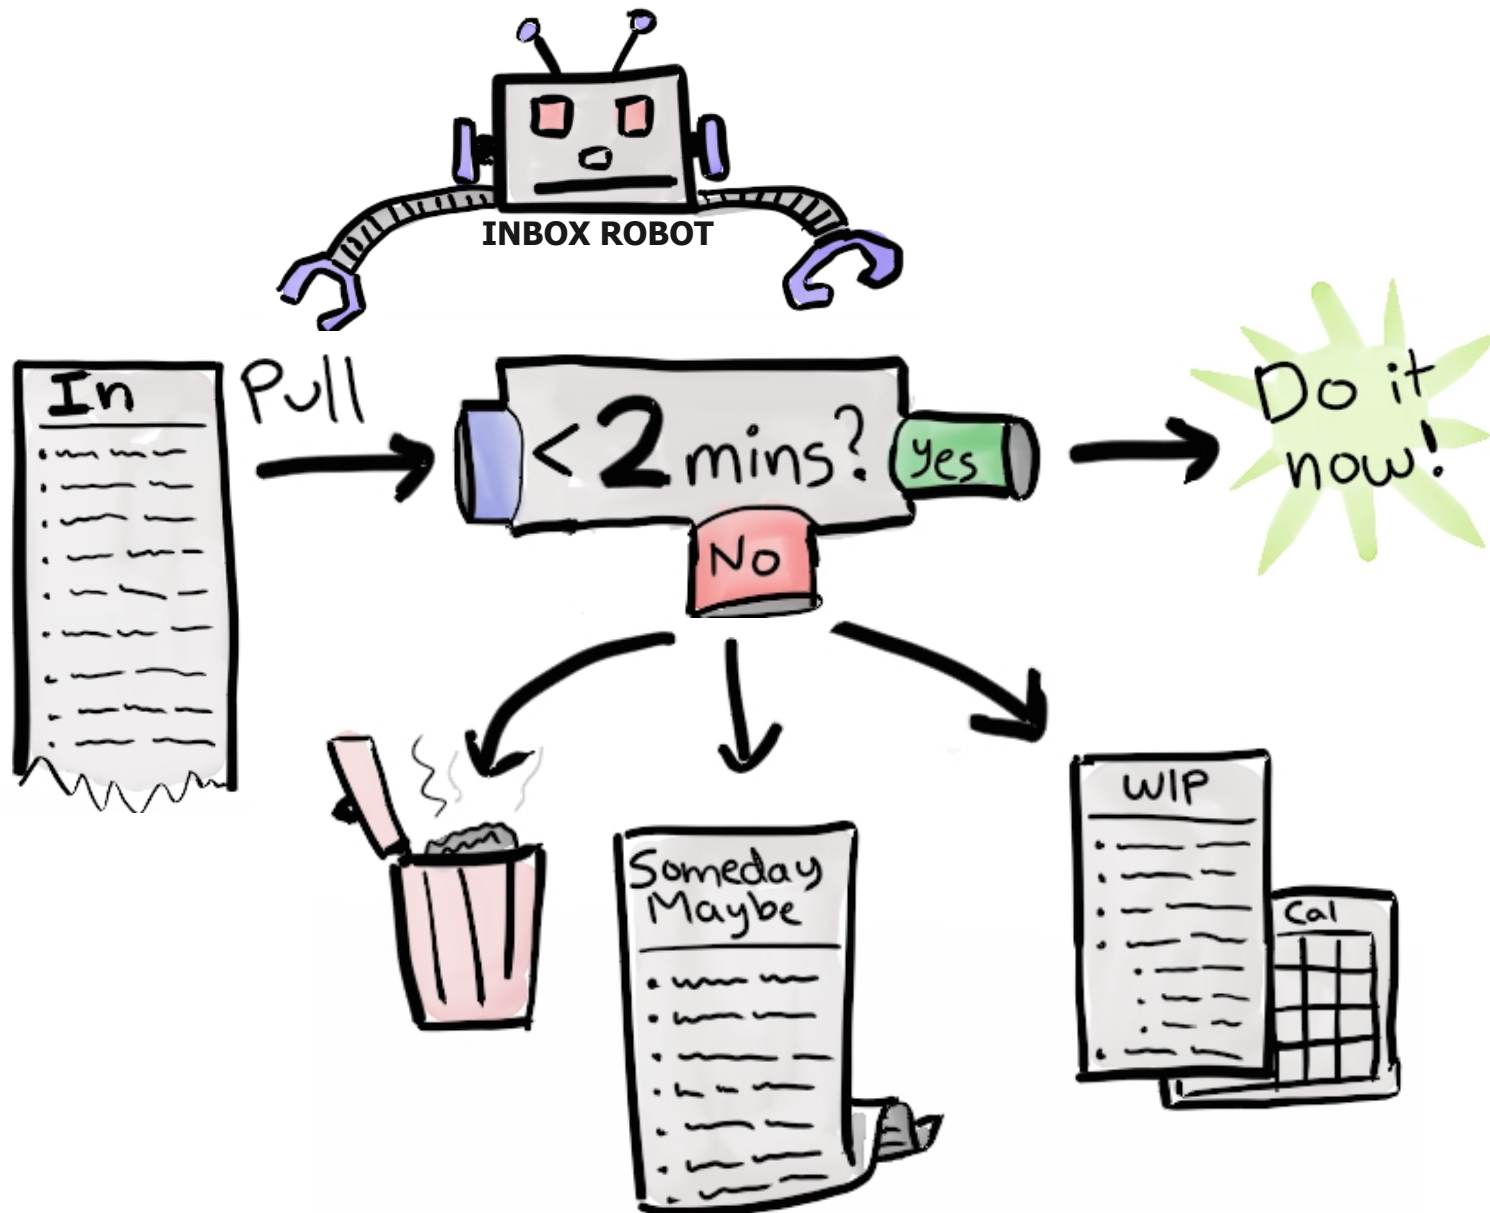 INBOX ROBOT
In
Pull
< 2 mins?
Yes
Do it
now!
No
Someday
Maybe
WIP
Cal